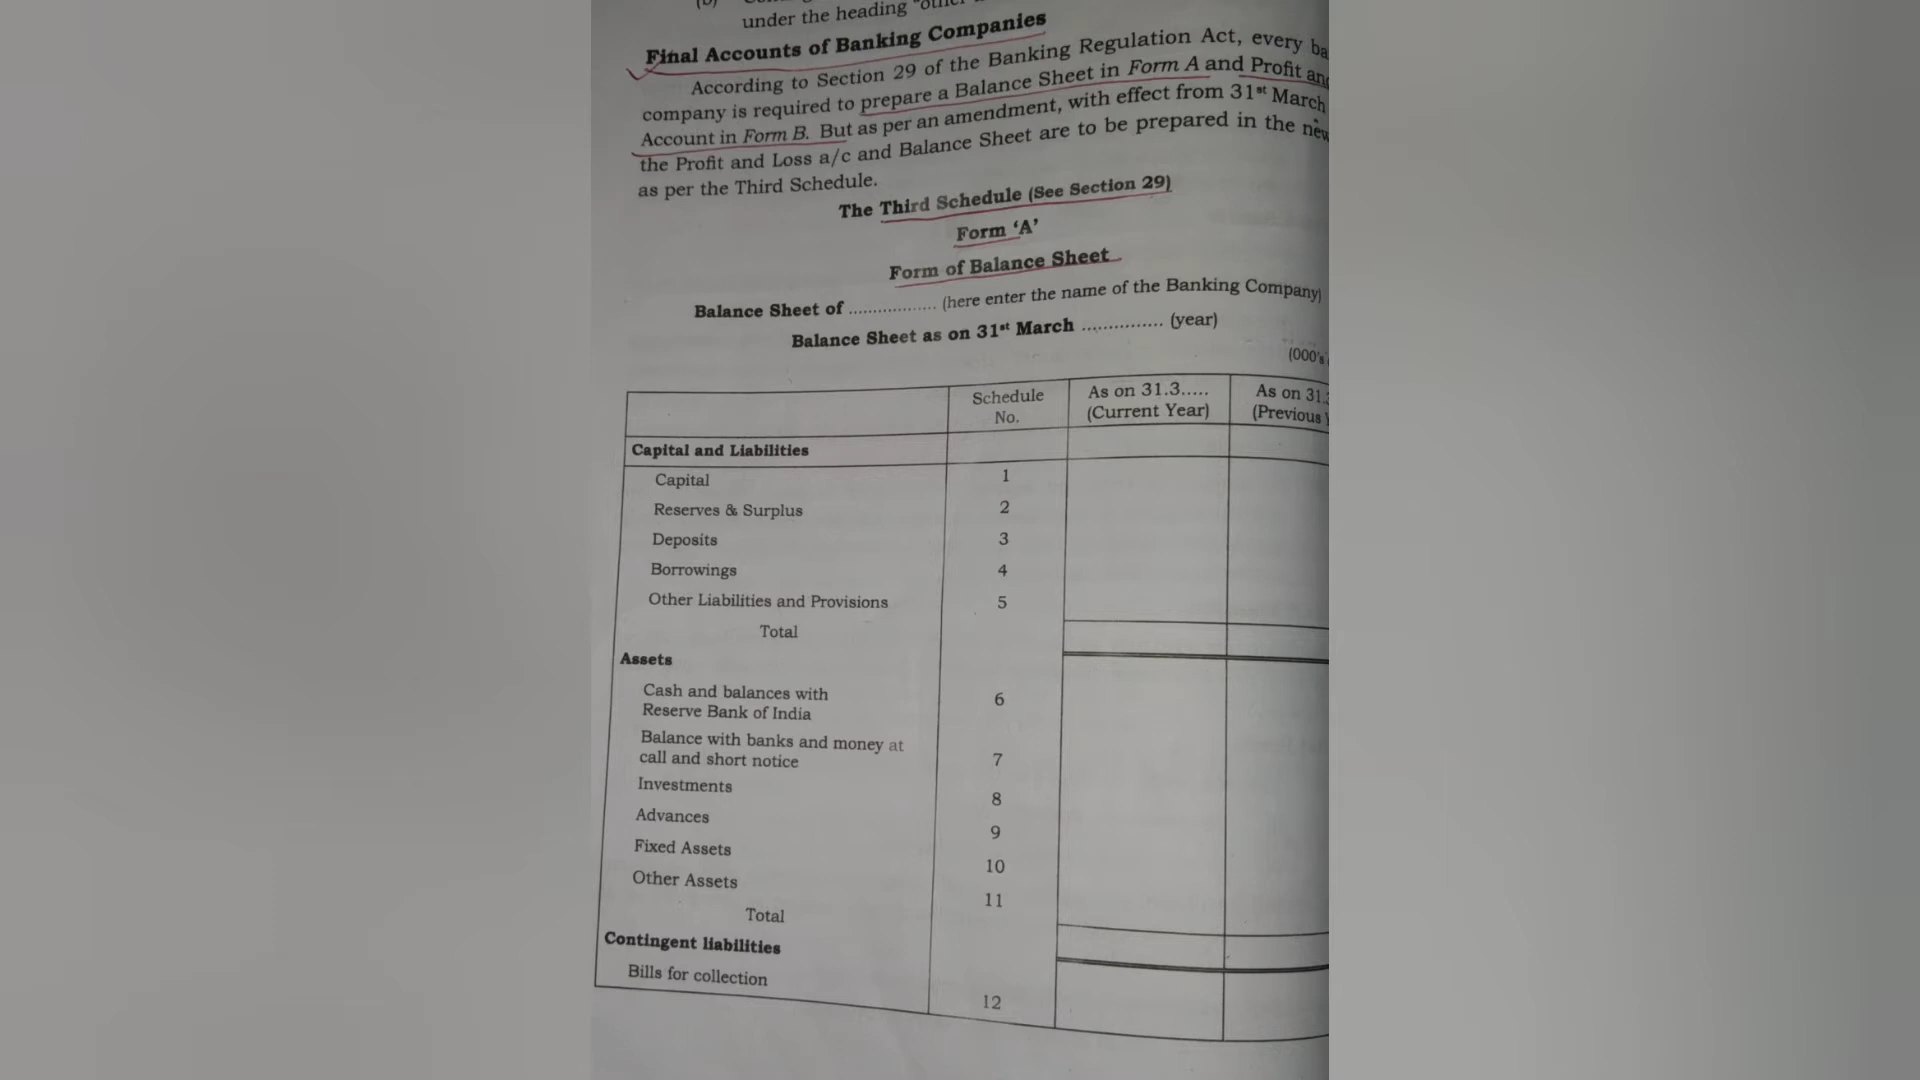 under the heading
Final Accounts of Banking Companies
According to Section 29 of the Banking Regulation Act, every
company is required to prepare a Balance Sheet in Form A and Profit
Account in Form B. But as per an amendment, with effect from 31st March
the Profit and Loss a/c and Balance Sheet are to be prepared in the
as per the Third Schedule.
The Third Schedule (See Section 29)
Form ‘A’
Form of Balance Sheet
Balance Sheet of ................. (here enter the name of the Banking Company)
Balance Sheet as on 31st March ............... (year)
(000's
Schedule As on 31.3..... As on
No. (Current Year) (Previous
Capital and Liabilities
Capital 1
Reserves & Surplus 2
Deposits 3
Borrowings 4
Other Liabilities and Provisions 5
Total
Assets
Cash and balances with
Reserve Bank of India 6
Balance with banks and money at
call and short notice 7
Investments 8
Advances 9
Fixed Assets 10
Other Assets 11
Total
Contingent liabilities
Bills for collection
12